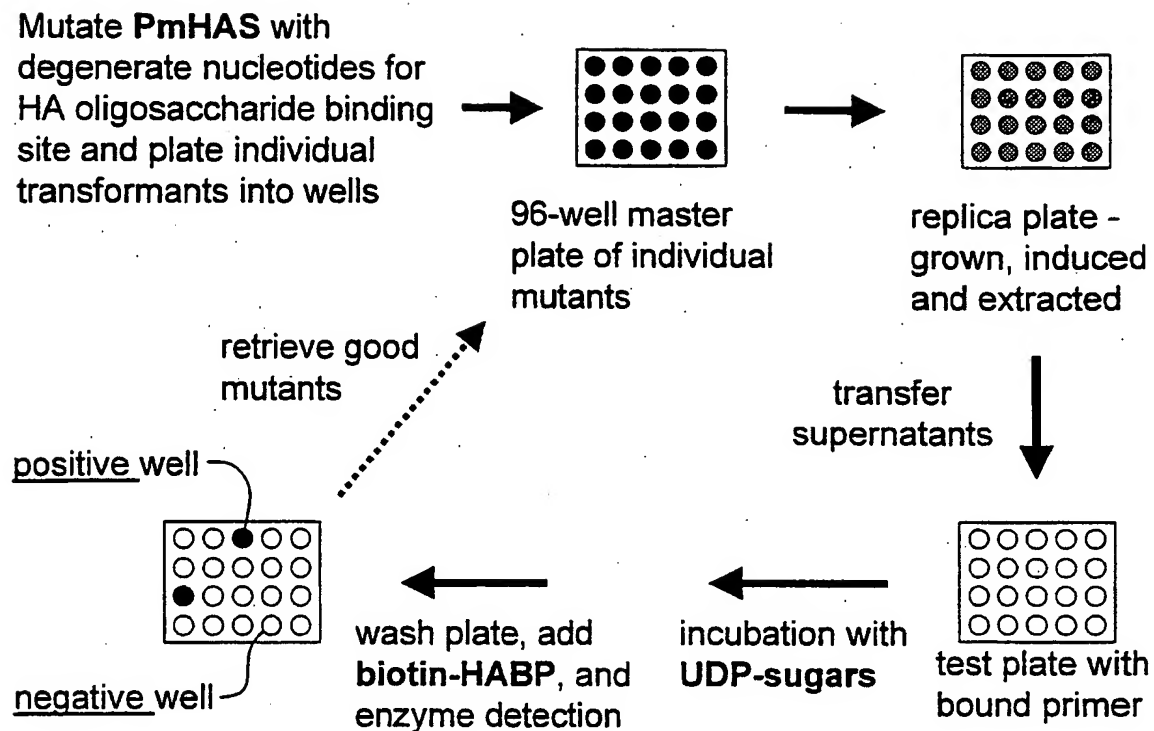 Mutate PmHAS with
degenerate nucleotides for
HA oligosaccharide binding
site and plate individual
transformants into wells
96-well master
plate of individual
mutants
replica plate -
grown, induced
and extracted
transfer
supernatants
test plate with
bound primer
incubation with
UDP-sugars
wash plate, add
biotin-HABP, and
enzyme detection
positive well
negative well
retrieve good
mutants